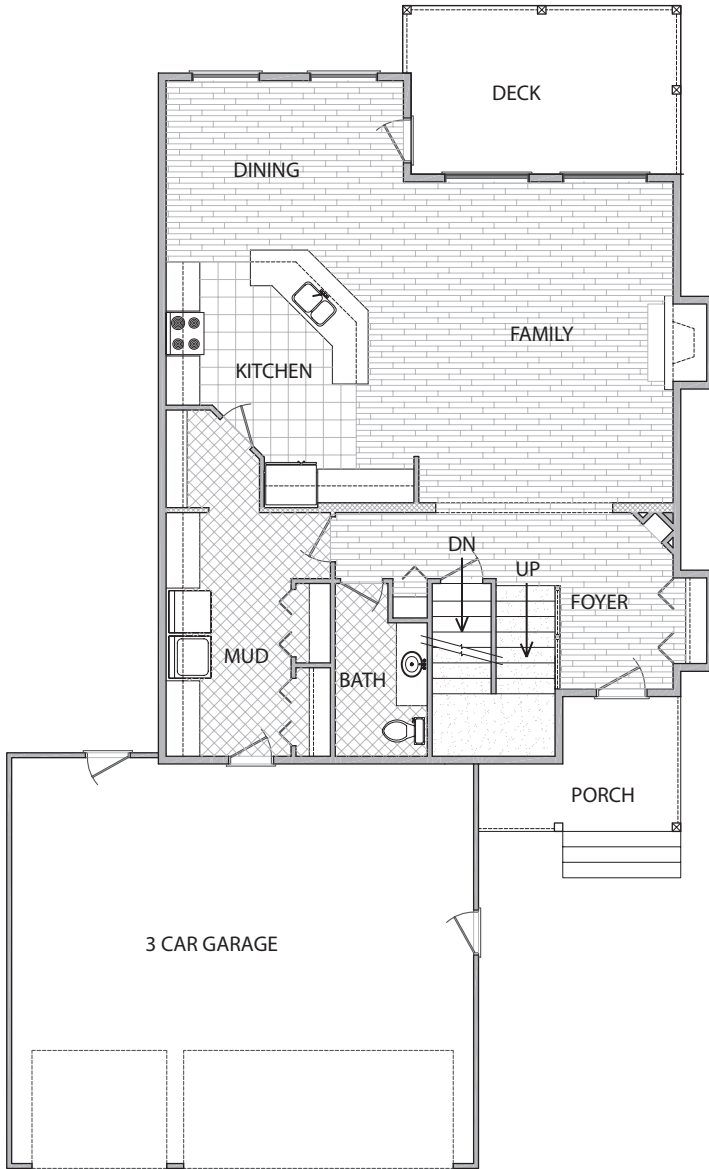 DECK
DINING
FAMILY
KITCHEN
DN
UP
FOYER
MUD
BATH
PORCH
3 CAR GARAGE